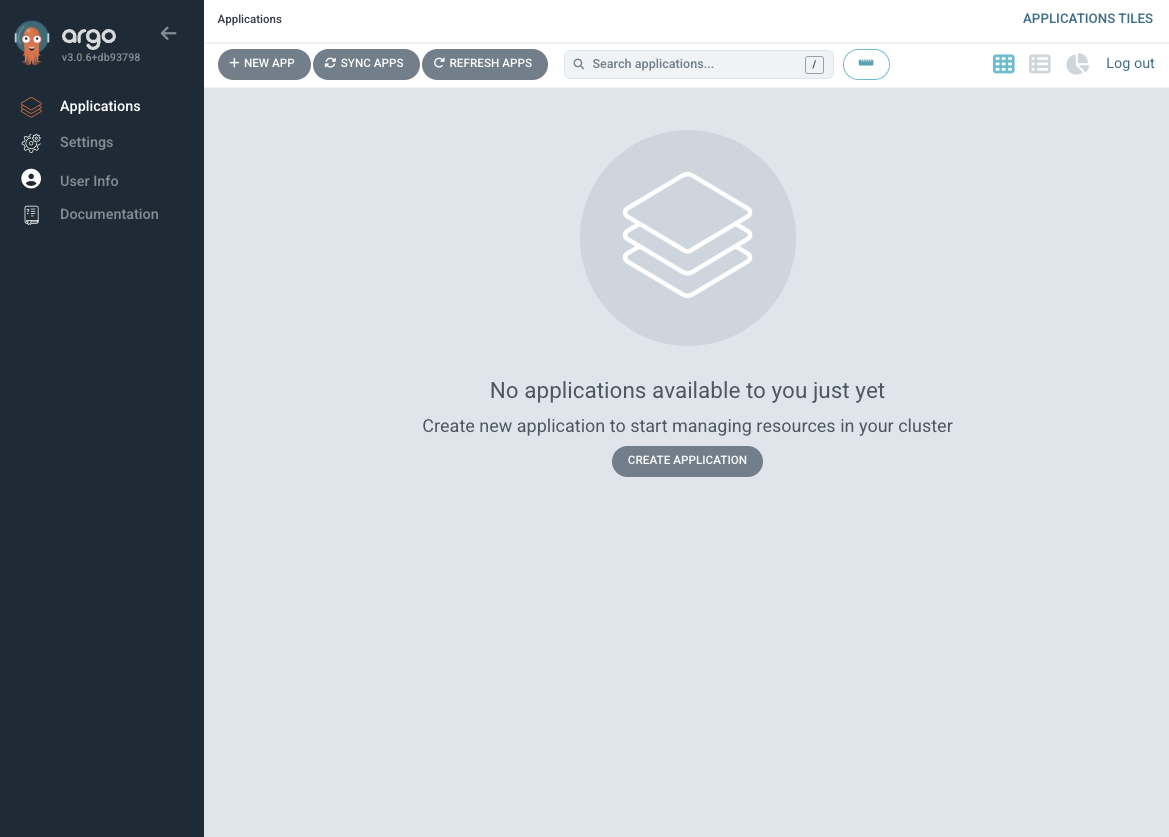 argo
v3.0.6+db93798
Applications
Settings
User Info
Documentation
Applications
APPLICATIONS TILES
NEW APP
SYNC APPS
REFRESH APPS
Search applications...
/
Log out
No applications available to you just yet
Create new application to start managing resources in your cluster
CREATE APPLICATION